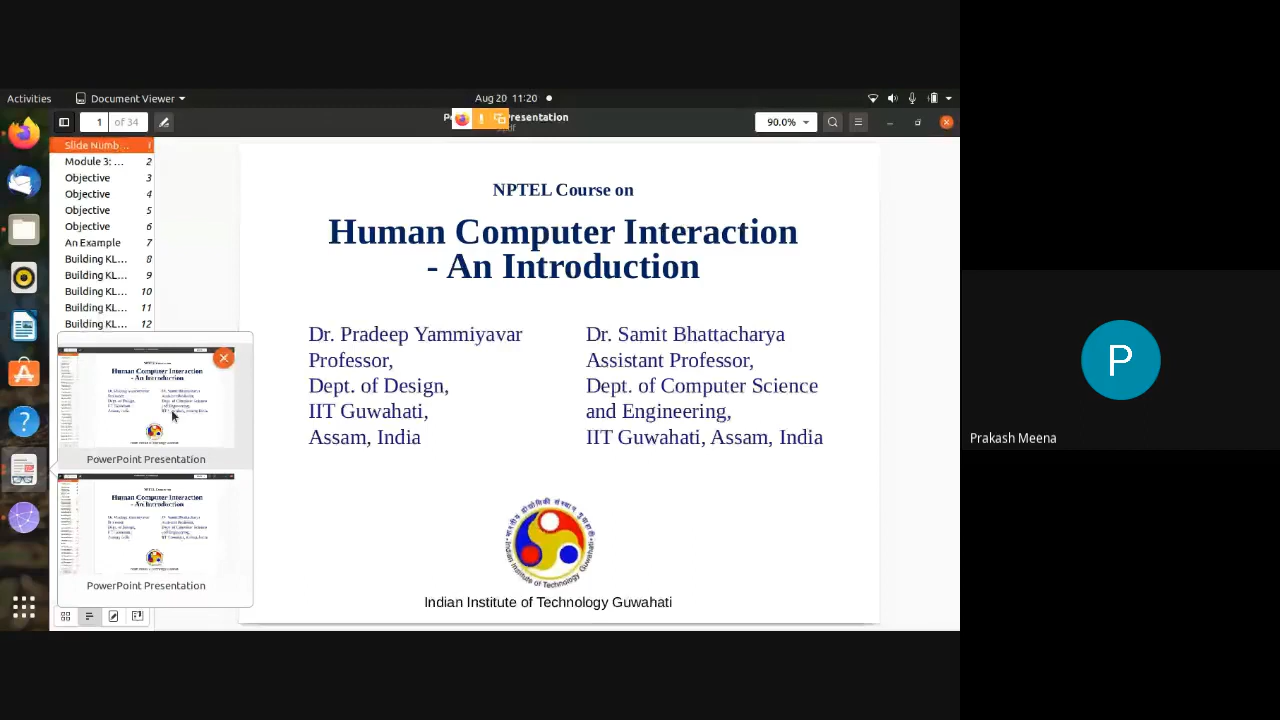 Activities
Document Viewer
Aug 20 11:20
1 of 34
90.0%
Slide Numb... 1
Module 3: ... 2
Objective 3
Objective 4
Objective 5
Objective 6
An Example 7
Building KL... 8
Building KL... 9
Building KL... 10
Building KL... 11
Building KL... 12
PowerPoint Presentation
PowerPoint Presentation
NPTEL Course on
Human Computer Interaction
- An Introduction
Dr. Pradeep Yammiyavar
Professor,
Dept. of Design,
IIT Guwahati,
Assam, India
Dr. Samit Bhattacharya
Assistant Professor,
Dept. of Computer Science
and Engineering,
IIT Guwahati, Assam, India
Indian Institute of Technology Guwahati
P
Prakash Meena